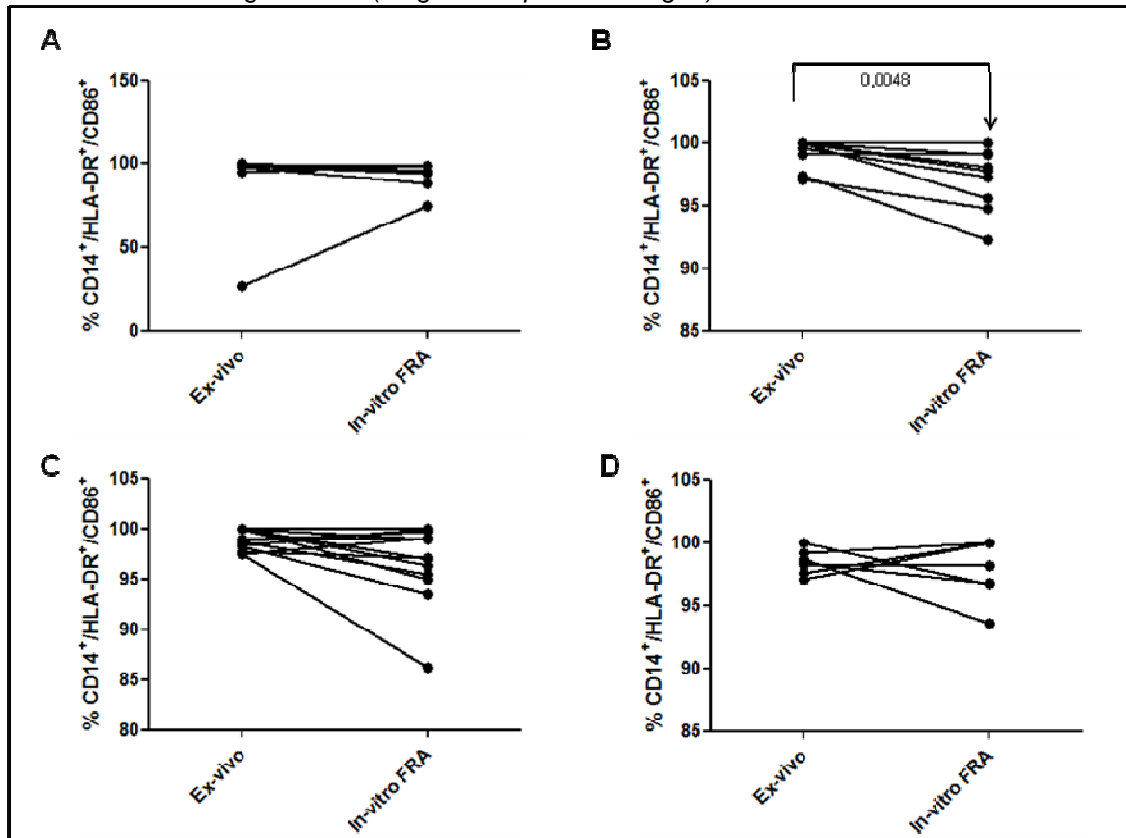 A
% CD14+/HLA-DR+/CD86+
150
100
50
0
Ex-vivo
In-vitro FRA
B
% CD14+/HLA-DR+/CD86+
105
100
95
90
85
0,0048
Ex-vivo
In-vitro FRA
C
% CD14+/HLA-DR+/CD86+
105
100
95
90
85
80
Ex-vivo
In-vitro FRA
D
% CD14+/HLA-DR+/CD86+
105
100
95
90
85
Ex-vivo
In-vitro FRA